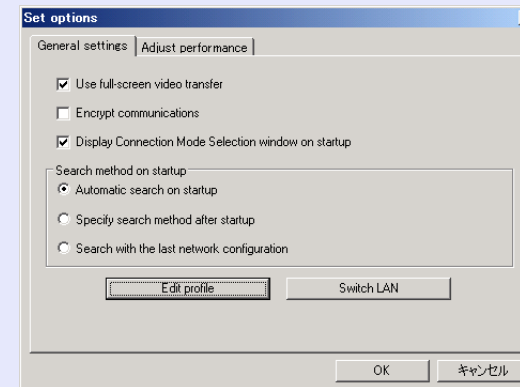 Set options
General settings
Adjust performance
Use full-screen video transfer
Encrypt communications
Display Connection Mode Selection window on startup
Search method on startup
Automatic search on startup
Specify search method after startup
Search with the last network configuration
Edit profile
Switch LAN
OK
キャンセル